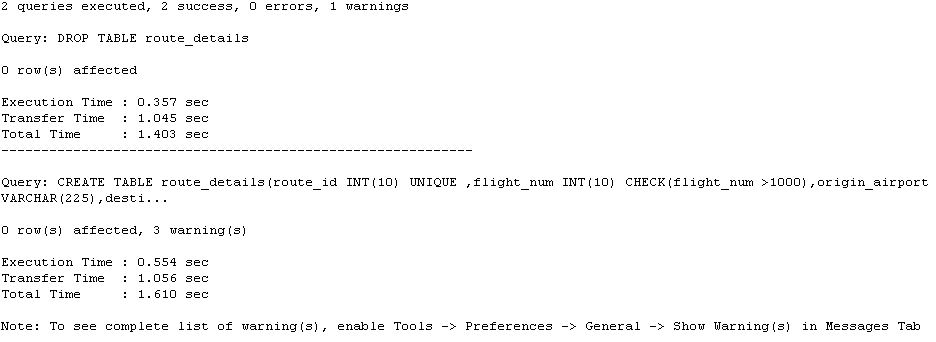 2 queries executed, 2 success, 0 errors, 1 warnings
Query: DROP TABLE route_details
0 row(s) affected
Execution Time : 0.357 sec
Transfer Time  : 1.045 sec
Total Time     : 1.403 sec
-----------------------------------------------------------
Query: CREATE TABLE route_details(route_id INT(10) UNIQUE ,flight_num INT(10) CHECK(flight_num >1000),origin_airport
VARCHAR(225),desti...
0 row(s) affected, 3 warning(s)
Execution Time : 0.554 sec
Transfer Time  : 1.056 sec
Total Time     : 1.610 sec
Note: To see complete list of warning(s), enable Tools -> Preferences -> General -> Show Warning(s) in Messages Tab